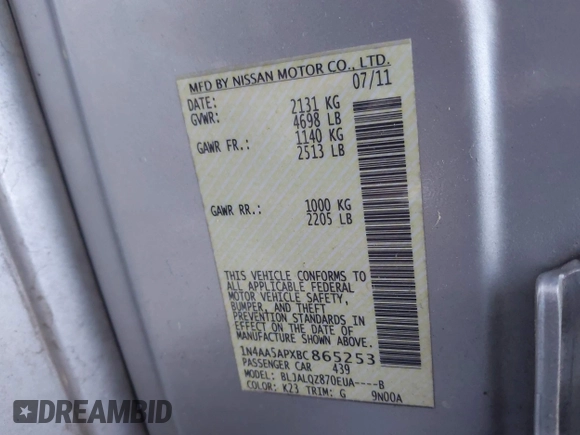 MFD BY NISSAN MOTOR CO., LTD.
DATE: 07/11
GVWR: 2131 KG
4698 LB
GAWR FR.: 1140 KG
2513 LB
GAWR RR.: 1000 KG
2205 LB
THIS VEHICLE CONFORMS TO
ALL APPLICABLE FEDERAL
MOTOR VEHICLE SAFETY,
BUMPER, AND THEFT
PREVENTION STANDARDS IN
EFFECT ON THE DATE OF
MANUFACTURE SHOWN ABOVE.
1N4AA5APXBC865253
PASSENGER CAR 439
MODEL: BLJALQZ870EUA----B
COLOR: K23 TRIM: G 9N00A
DREAMBID